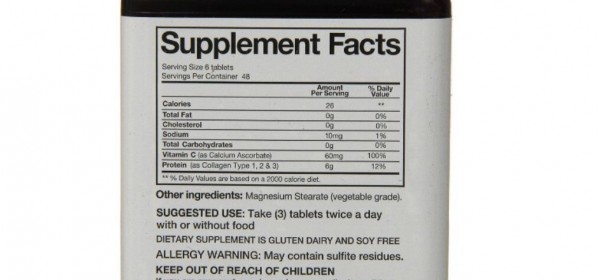 Supplement Facts
Serving Size 6 tablets
Servings Per Container 48
Amount Per Serving % Daily Value
Calories 26 **
Total Fat 0g 0%
Cholesterol 0g 0%
Sodium 10mg 1%
Total Carbohydrates 0g 0%
Vitamin C (as Calcium Ascorbate) 60mg 100%
Protein (as Collagen Type 1, 2 & 3) 6g 12%
** % Daily Values are based on a 2000 calorie diet.
Other ingredients: Magnesium Stearate (vegetable grade).
SUGGESTED USE: Take (3) tablets twice a day
with or without food
DIETARY SUPPLEMENT IS GLUTEN DAIRY AND SOY FREE
ALLERGY WARNING: May contain sulfite residues.
KEEP OUT OF REACH OF CHILDREN